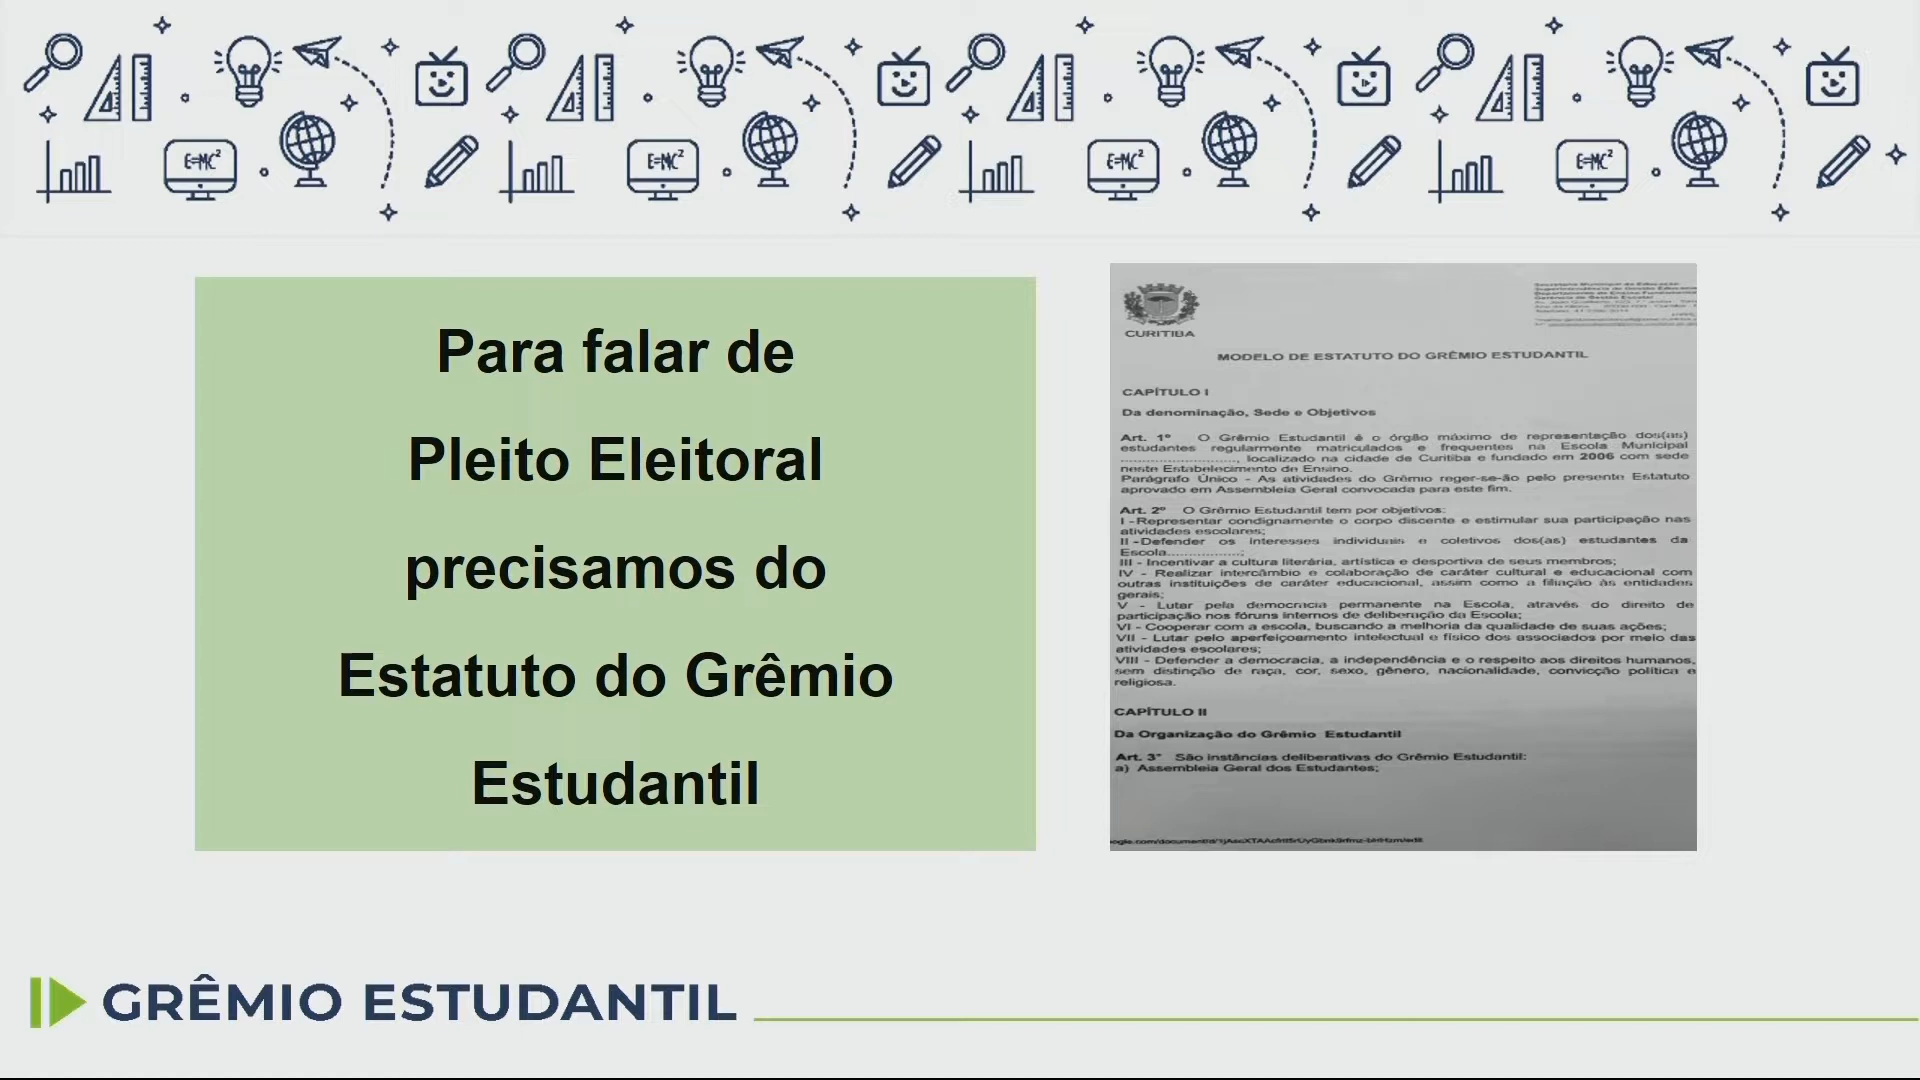 E=MC²
E=MC²
E=MC²
E=MC²
Para falar de
Pleito Eleitoral
precisamos do
Estatuto do Grêmio
Estudantil
CURITIBA
Secretaria Municipal da Educação
MODELO DE ESTATUTO DO GRÊMIO ESTUDANTIL
CAPÍTULO I
Da denominação, Sede e Objetivos
Art. 1º O Grêmio Estudantil é o órgão máximo de representação dos(as)
estudantes regularmente matriculados e frequentes na Escola Municipal
............................, localizado na cidade de Curitiba e fundado em 2006 com sede
neste Estabelecimento de Ensino.
Parágrafo Único - As atividades do Grêmio reger-se-ão pelo presente Estatuto
aprovado em Assembleia Geral convocada para este fim.
Art. 2º O Grêmio Estudantil tem por objetivos:
I - Representar condignamente o corpo discente e estimular sua participação nas
atividades escolares;
II - Defender os interesses individuais e coletivos dos(as) estudantes da
Escola..................;
III - Incentivar a cultura literária, artística e desportiva de seus membros;
IV - Realizar intercâmbio e colaboração de caráter cultural e educacional com
outras instituições de caráter educacional, assim como a filiação às entidades
gerais;
V - Lutar pela democracia permanente na Escola, através do direito de
participação nos fóruns internos de deliberação da Escola;
VI - Cooperar com a escola, buscando a melhoria da qualidade de suas ações;
VII - Lutar pelo aperfeiçoamento intelectual e físico dos associados por meio das
atividades escolares;
VIII - Defender a democracia, a independência e o respeito aos direitos humanos,
sem distinção de raça, cor, sexo, gênero, nacionalidade, convicção política e
religiosa.
CAPÍTULO II
Da Organização do Grêmio Estudantil
Art. 3° São instâncias deliberativas do Grêmio Estudantil:
a) Assembleia Geral dos Estudantes;
GRÊMIO ESTUDANTIL